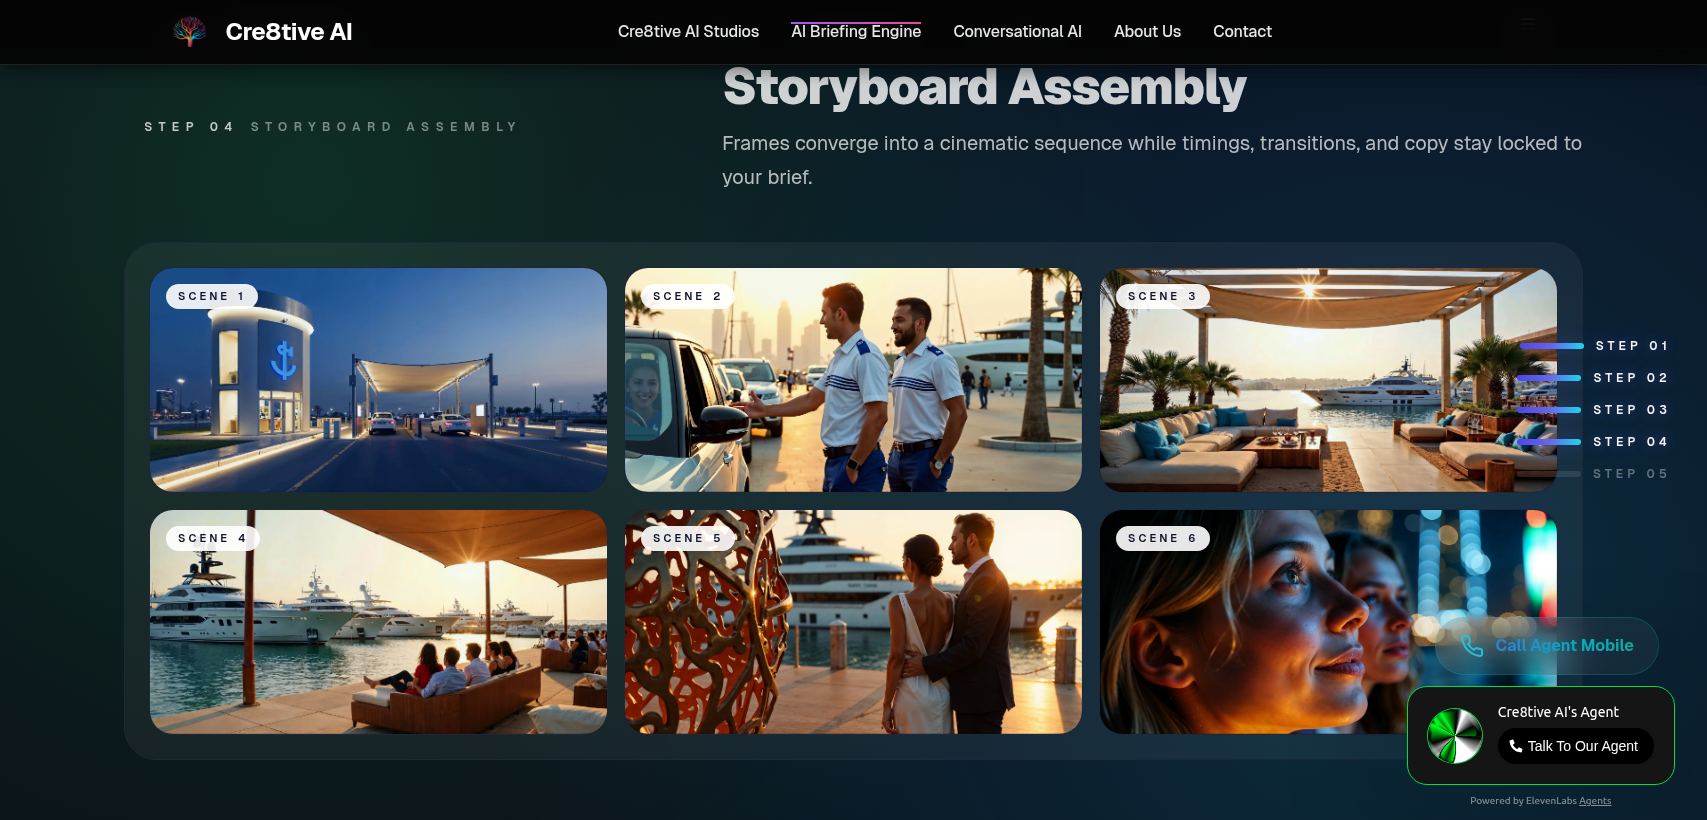 Cre8tive AI
Cre8tive AI Studios
AI Briefing Engine
Conversational AI
About Us
Contact
Storyboard Assembly
STEP 04 STORYBOARD ASSEMBLY
Frames converge into a cinematic sequence while timings, transitions, and copy stay locked to
your brief.
SCENE 1
SCENE 2
SCENE 3
STEP 01
STEP 02
STEP 03
STEP 04
STEP 05
SCENE 4
SCENE 5
SCENE 6
Call Agent Mobile
Cre8tive AI's Agent
Talk To Our Agent
Powered by ElevenLabs Agents